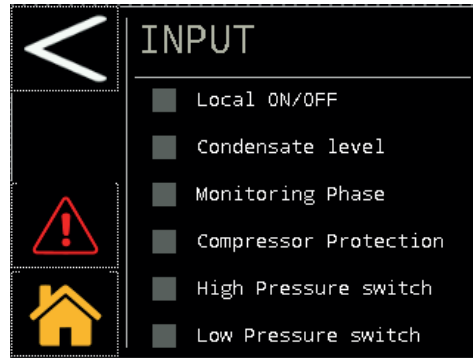 INPUT
Local ON/OFF
Condensate level
Monitoring Phase
Compressor Protection
High Pressure switch
Low Pressure switch